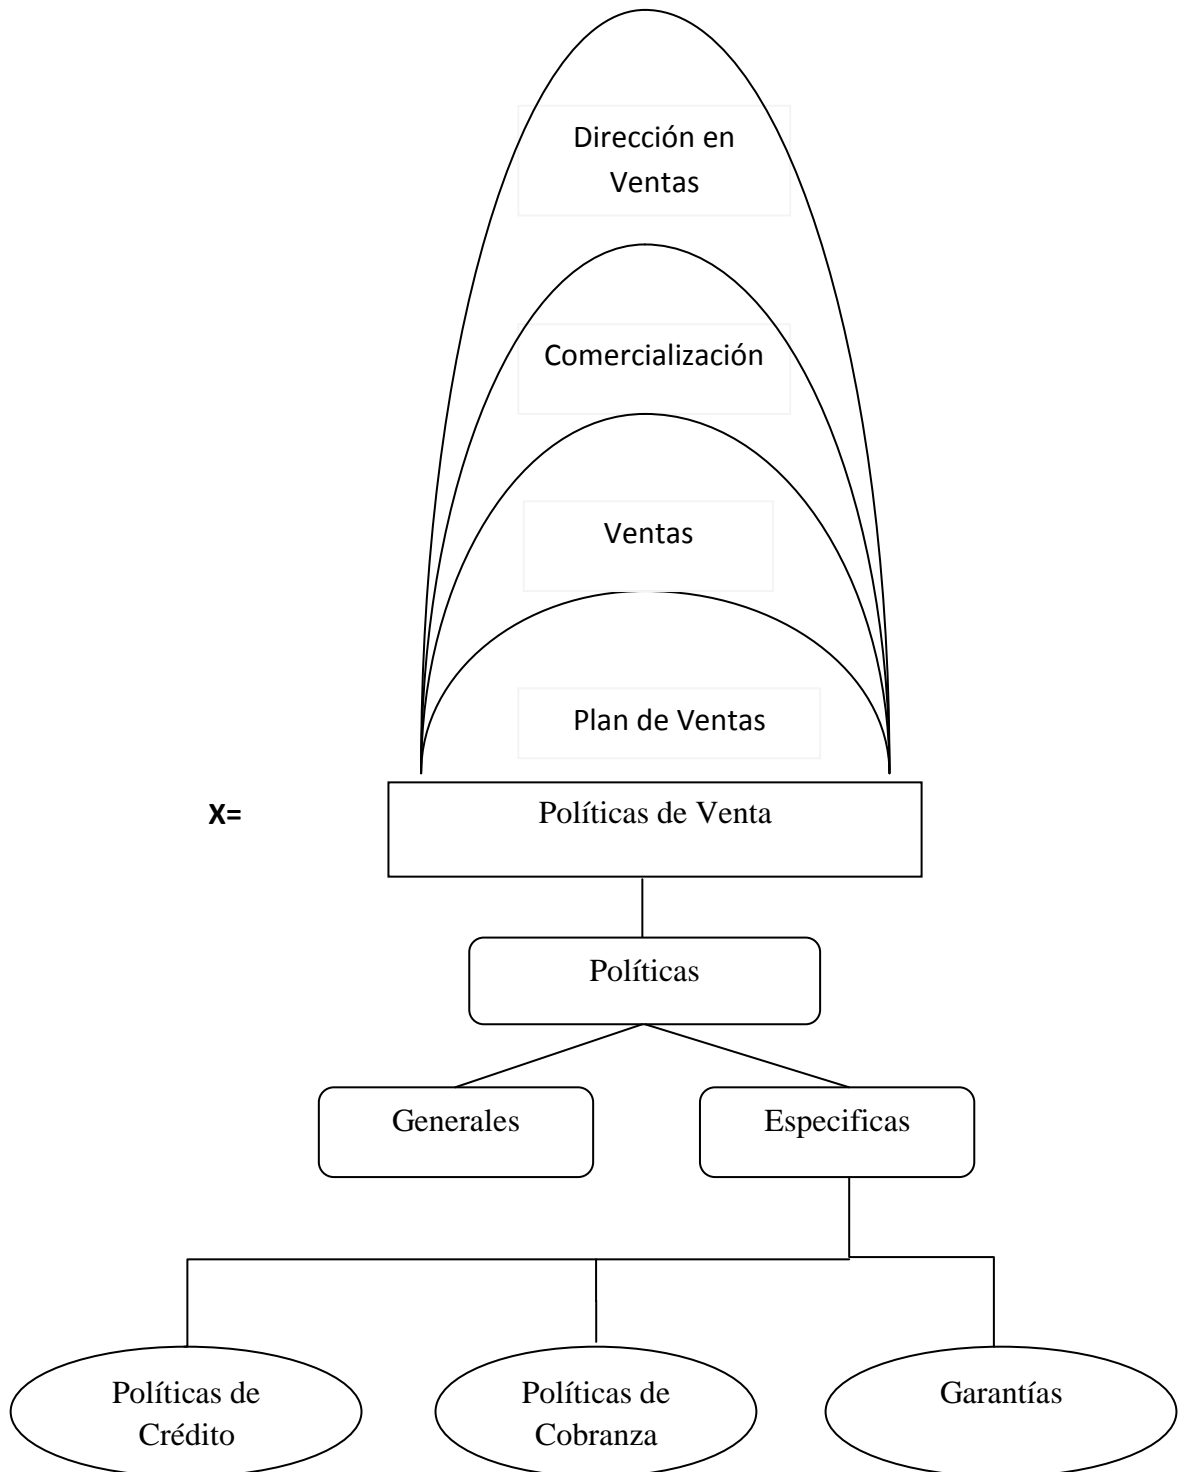 Dirección en
Ventas
Comercialización
Ventas
Plan de Ventas
X=
Políticas de Venta
Políticas
Generales
Especificas
Políticas de
Crédito
Políticas de
Cobranza
Garantías